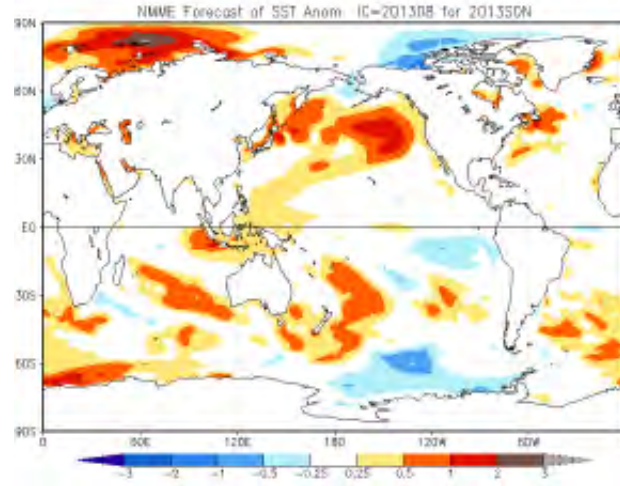 NMME Forecast of SST Anom IC=201308 for 2013SON
90N
60N
30N
EQ
30S
60S
90S
0 60E 120E 180 120W 60W
-3 -2 -1 -0.5 -0.25 0.25 0.5 1 2 3